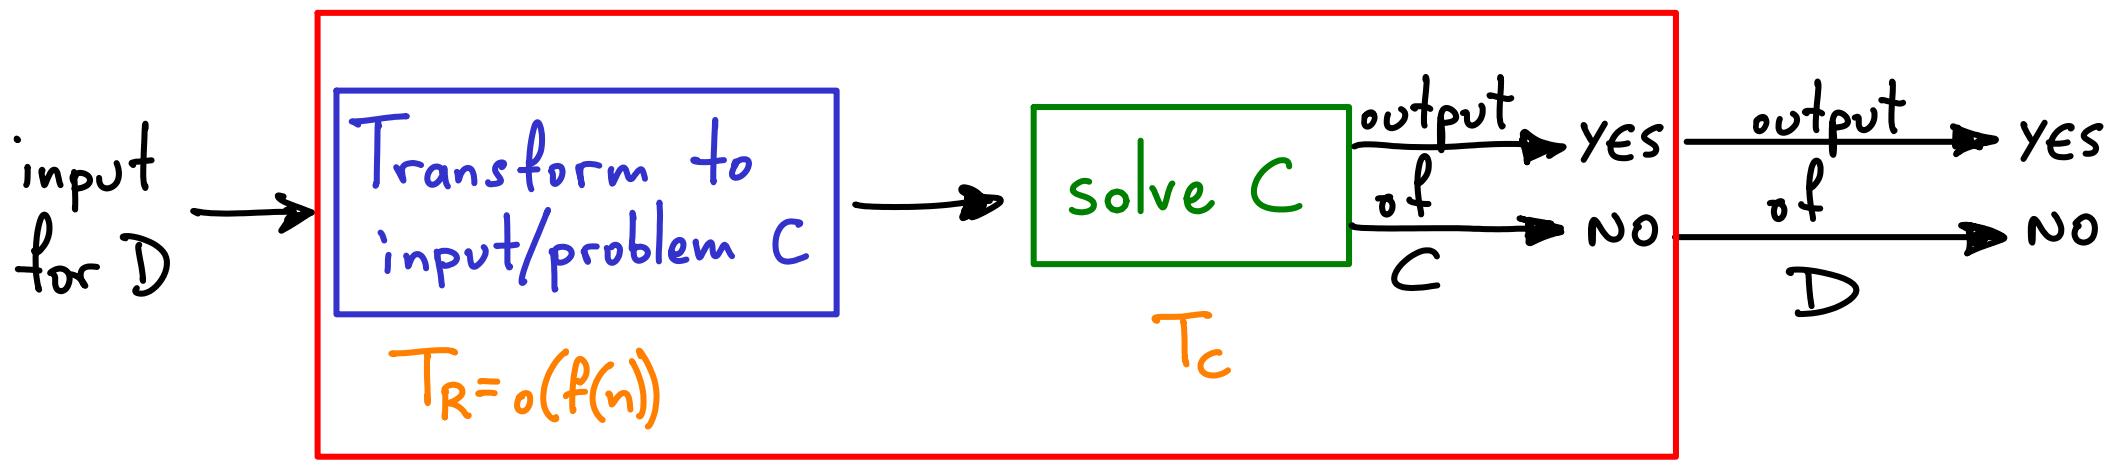 input
for D
Transform to
input/problem C
T_R = o(f(n))
solve C
T_C
output
of
C
YES
NO
output
of
D
YES
NO